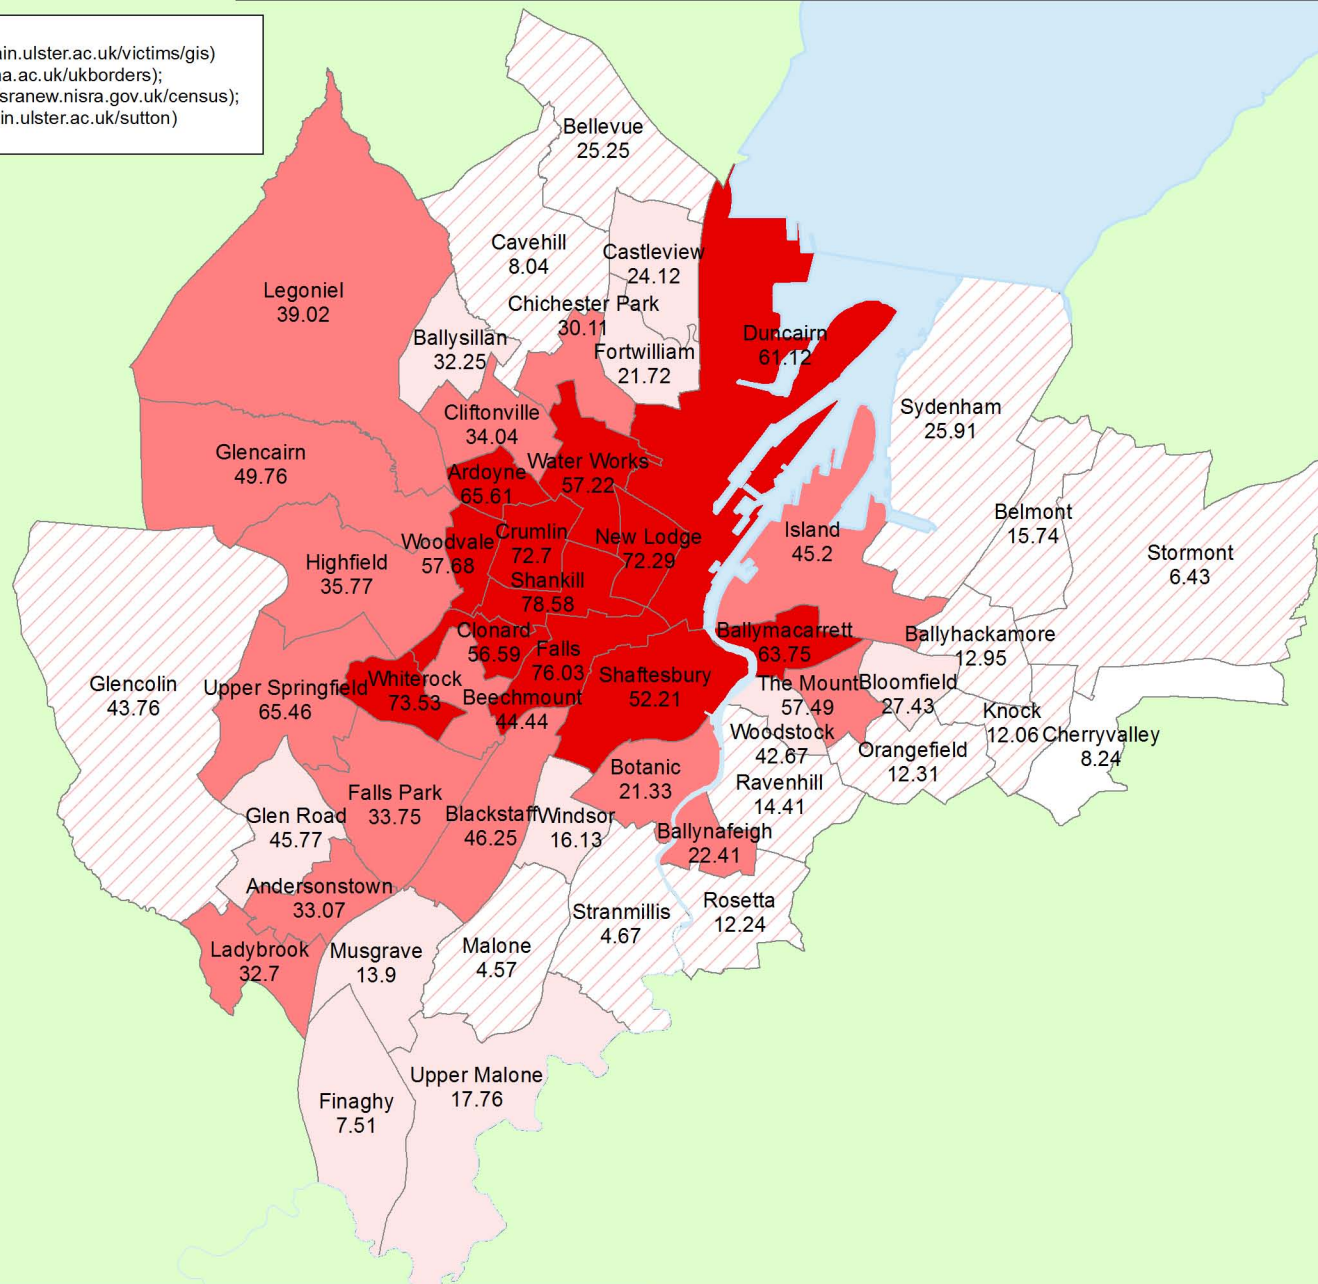 in.ulster.ac.uk/victims/gis)
a.ac.uk/ukborders);
sranew.nisra.gov.uk/census);
in.ulster.ac.uk/sutton)
Bellevue
25.25
Cavehill
8.04
Castleview
24.12
Legoniel
39.02
Chichester Park
30.11
Ballysillan
32.25
Fortwilliam
21.72
Duncairn
61.12
Sydenham
25.91
Cliftonville
34.04
Glencairn
49.76
Ardoyne
65.61
Water Works
57.22
Belmont
15.74
Stormont
6.43
Island
45.2
Woodvale
57.68
Crumlin
72.7
New Lodge
72.29
Highfield
35.77
Shankill
78.58
Clonard
56.59
Falls
76.03
Ballymacarrett
63.75
Ballyhackamore
12.95
Glencolin
43.76
Upper Springfield
65.46
Whiterock
73.53
Beechmount
44.44
Shaftesbury
52.21
The Mount
57.49
Bloomfield
27.43
Knock
12.06
Cherryvalley
8.24
Woodstock
42.67
Orangefield
12.31
Botanic
21.33
Ravenhill
14.41
Falls Park
33.75
Glen Road
45.77
Blackstaff
46.25
Windsor
16.13
Ballynafeigh
22.41
Andersonstown
33.07
Rosetta
12.24
Stranmillis
4.67
Ladybrook
32.7
Musgrave
13.9
Malone
4.57
Upper Malone
17.76
Finaghy
7.51